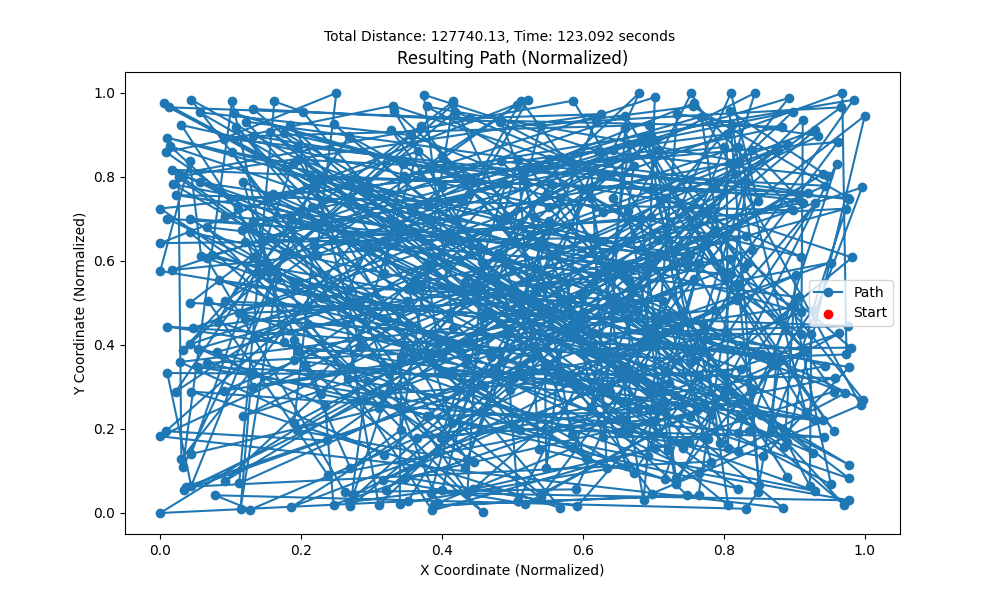 Total Distance: 127740.13, Time: 123.092 seconds
Resulting Path (Normalized)
Y Coordinate (Normalized)
1.0
0.8
0.6
0.4
0.2
0.0
Path
Start
0.0 0.2 0.4 0.6 0.8 1.0
X Coordinate (Normalized)